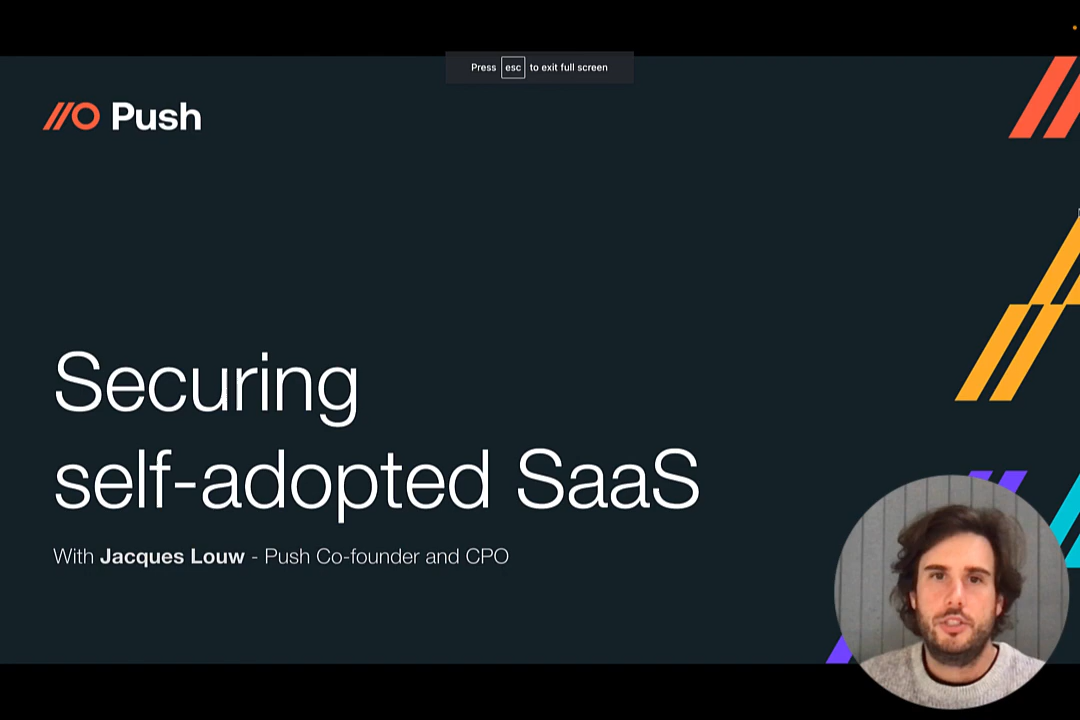 Press esc to exit full screen
Push
Securing
self-adopted SaaS
With Jacques Louw - Push Co-founder and CPO